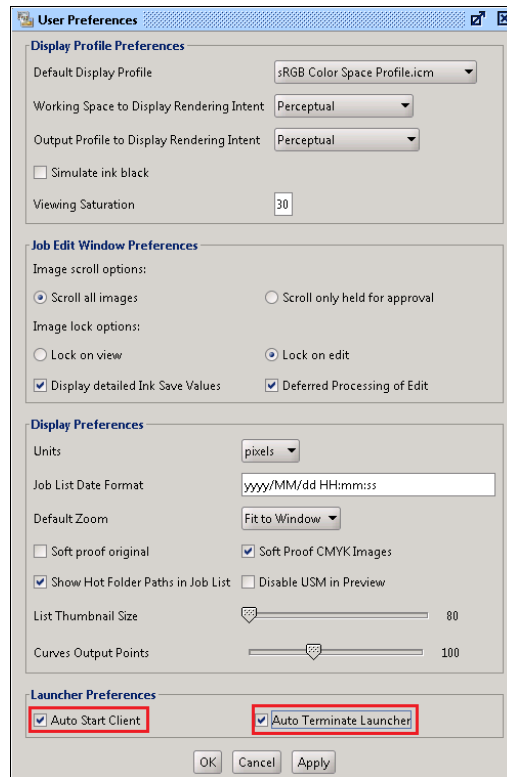 User Preferences
Display Profile Preferences
Default Display Profile sRGB Color Space Profile.icm
Working Space to Display Rendering Intent Perceptual
Output Profile to Display Rendering Intent Perceptual
Simulate ink black
Viewing Saturation 30
Job Edit Window Preferences
Image scroll options:
Scroll all images Scroll only held for approval
Image lock options:
Lock on view Lock on edit
Display detailed Ink Save Values Deferred Processing of Edit
Display Preferences
Units pixels
Job List Date Format yyyy/MM/dd HH:mm:ss
Default Zoom Fit to Window
Soft proof original Soft Proof CMYK Images
Show Hot Folder Paths in Job List Disable USM in Preview
List Thumbnail Size 80
Curves Output Points 100
Launcher Preferences
Auto Start Client Auto Terminate Launcher
OK Cancel Apply